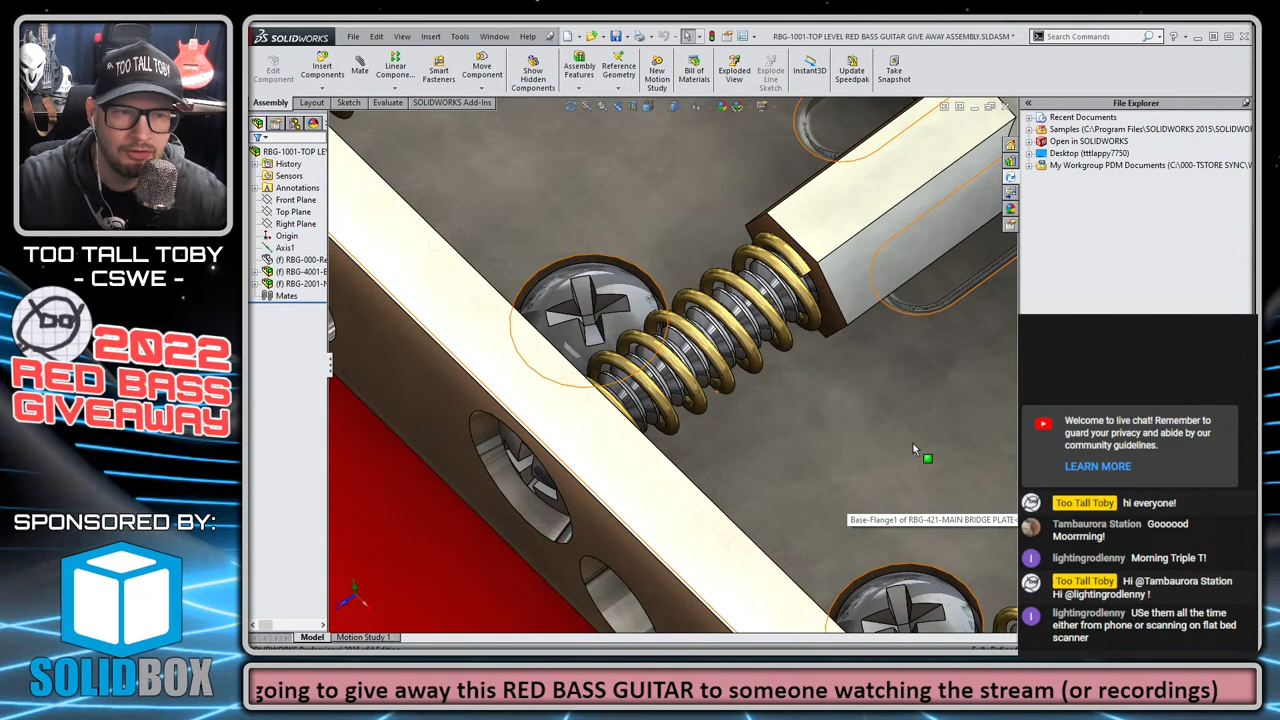 TOO TALL TOBY
TOO TALL TOBY
- CSWE -
2022
RED BASS
GIVEAWAY
SPONSORED BY:
SOLIDBOX
SOLIDWORKS
File Edit View Insert Tools Window Help
RBG-1001-TOP LEVEL RED BASS GUITAR GIVE AWAY ASSEMBLY.SLDASM *
Search Commands
Edit Component
Insert Components
Mate
Linear Compone...
Smart Fasteners
Move Component
Show Hidden Components
Assembly Features
Reference Geometry
New Motion Study
Bill of Materials
Exploded View
Explode Line Sketch
Instant3D
Update Speedpak
Take Snapshot
Assembly Layout Sketch Evaluate SOLIDWORKS Add-Ins
RBG-1001-TOP LE
History
Sensors
Annotations
Front Plane
Top Plane
Right Plane
Origin
Axis1
(f) RBG-000-Re
(f) RBG-4001-E
(f) RBG-2001-N
Mates
Base-Flange1 of RBG-421-MAIN BRIDGE PLATE<
Model Motion Study 1
File Explorer
Recent Documents
Samples (C:\Program Files\SOLIDWORKS 2015\SOLIDWO
Open in SOLIDWORKS
Desktop (tttlappy7750)
My Workgroup PDM Documents (C:\000-TSTORE SYNC\W
Welcome to live chat! Remember to
guard your privacy and abide by our
community guidelines.
LEARN MORE
Too Tall Toby hi everyone!
Tambaurora Station Goooood
Moorrrning!
lightingrodlenny Morning Triple T!
Too Tall Toby Hi @Tambaurora Station
Hi @lightingrodlenny !
lightingrodlenny USe them all the time
either from phone or scanning on flat bed
scanner
going to give away this RED BASS GUITAR to someone watching the stream (or recordings)